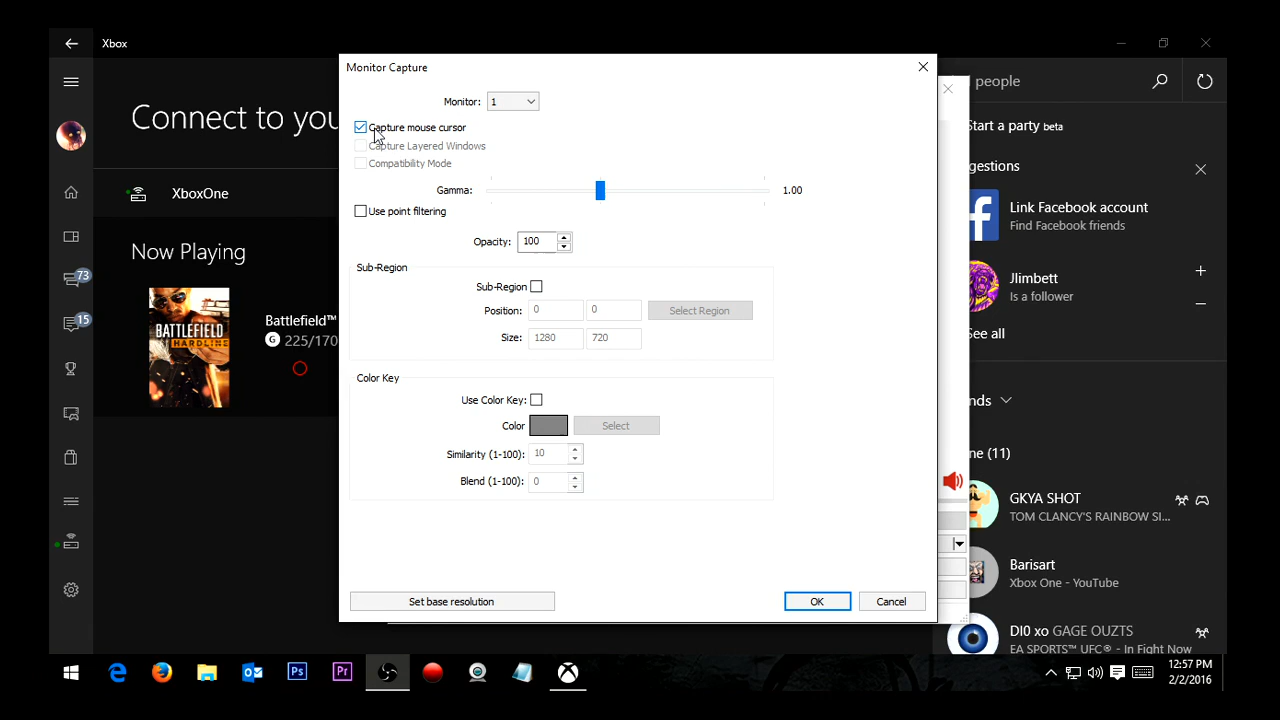 Xbox
Connect to you
XboxOne
Now Playing
BATTLEFIELD
HARDLINE
Battlefield™
G 225/170
73
15
Monitor Capture
Monitor: 1
Capture mouse cursor
Capture Layered Windows
Compatibility Mode
Gamma: 1.00
Use point filtering
Opacity: 100
Sub-Region
Sub-Region
Position: 0 0 Select Region
Size: 1280 720
Color Key
Use Color Key:
Color Select
Similarity (1-100): 10
Blend (1-100): 0
Set base resolution OK Cancel
people
Start a party beta
gestions
Link Facebook account
Find Facebook friends
Jlimbett
Is a follower
See all
nds
ne (11)
GKYA SHOT
TOM CLANCY'S RAINBOW SI...
Barisart
Xbox One - YouTube
DI0 xo GAGE OUZTS
EA SPORTS™ UFC® - In Fight Now
Ps Pr
12:57 PM
2/2/2016